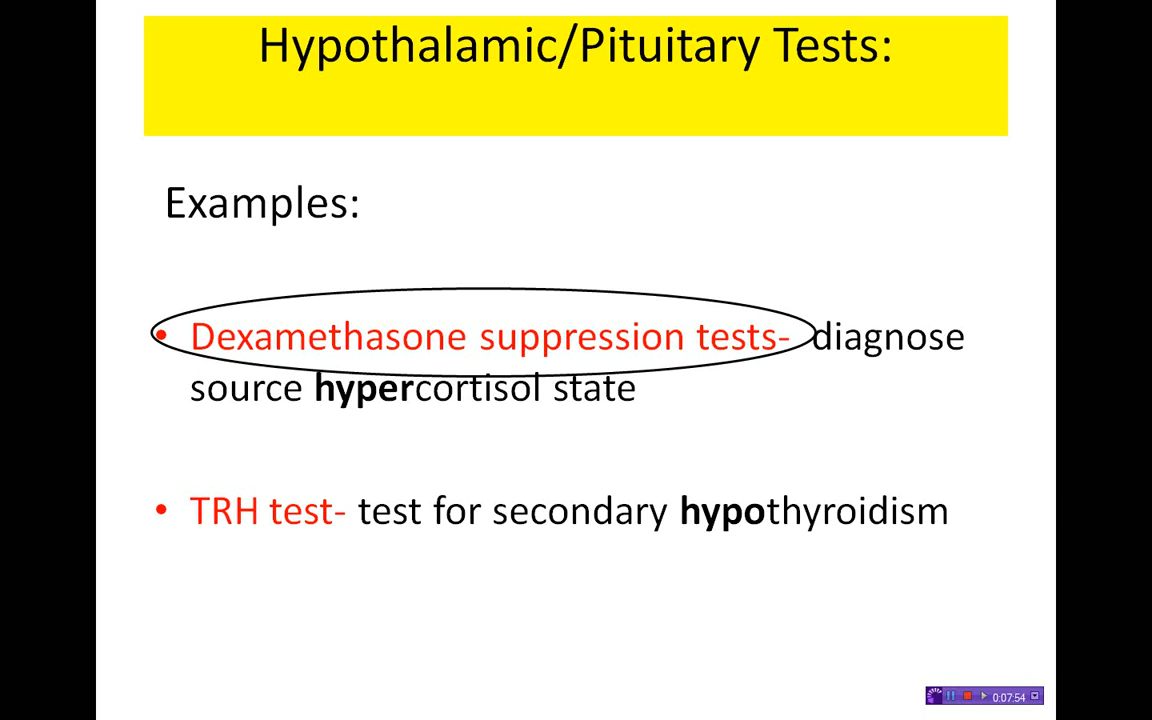 Hypothalamic/Pituitary Tests:
Examples:
• Dexamethasone suppression tests- diagnose
source hypercortisol state
• TRH test- test for secondary hypothyroidism
0:07:54